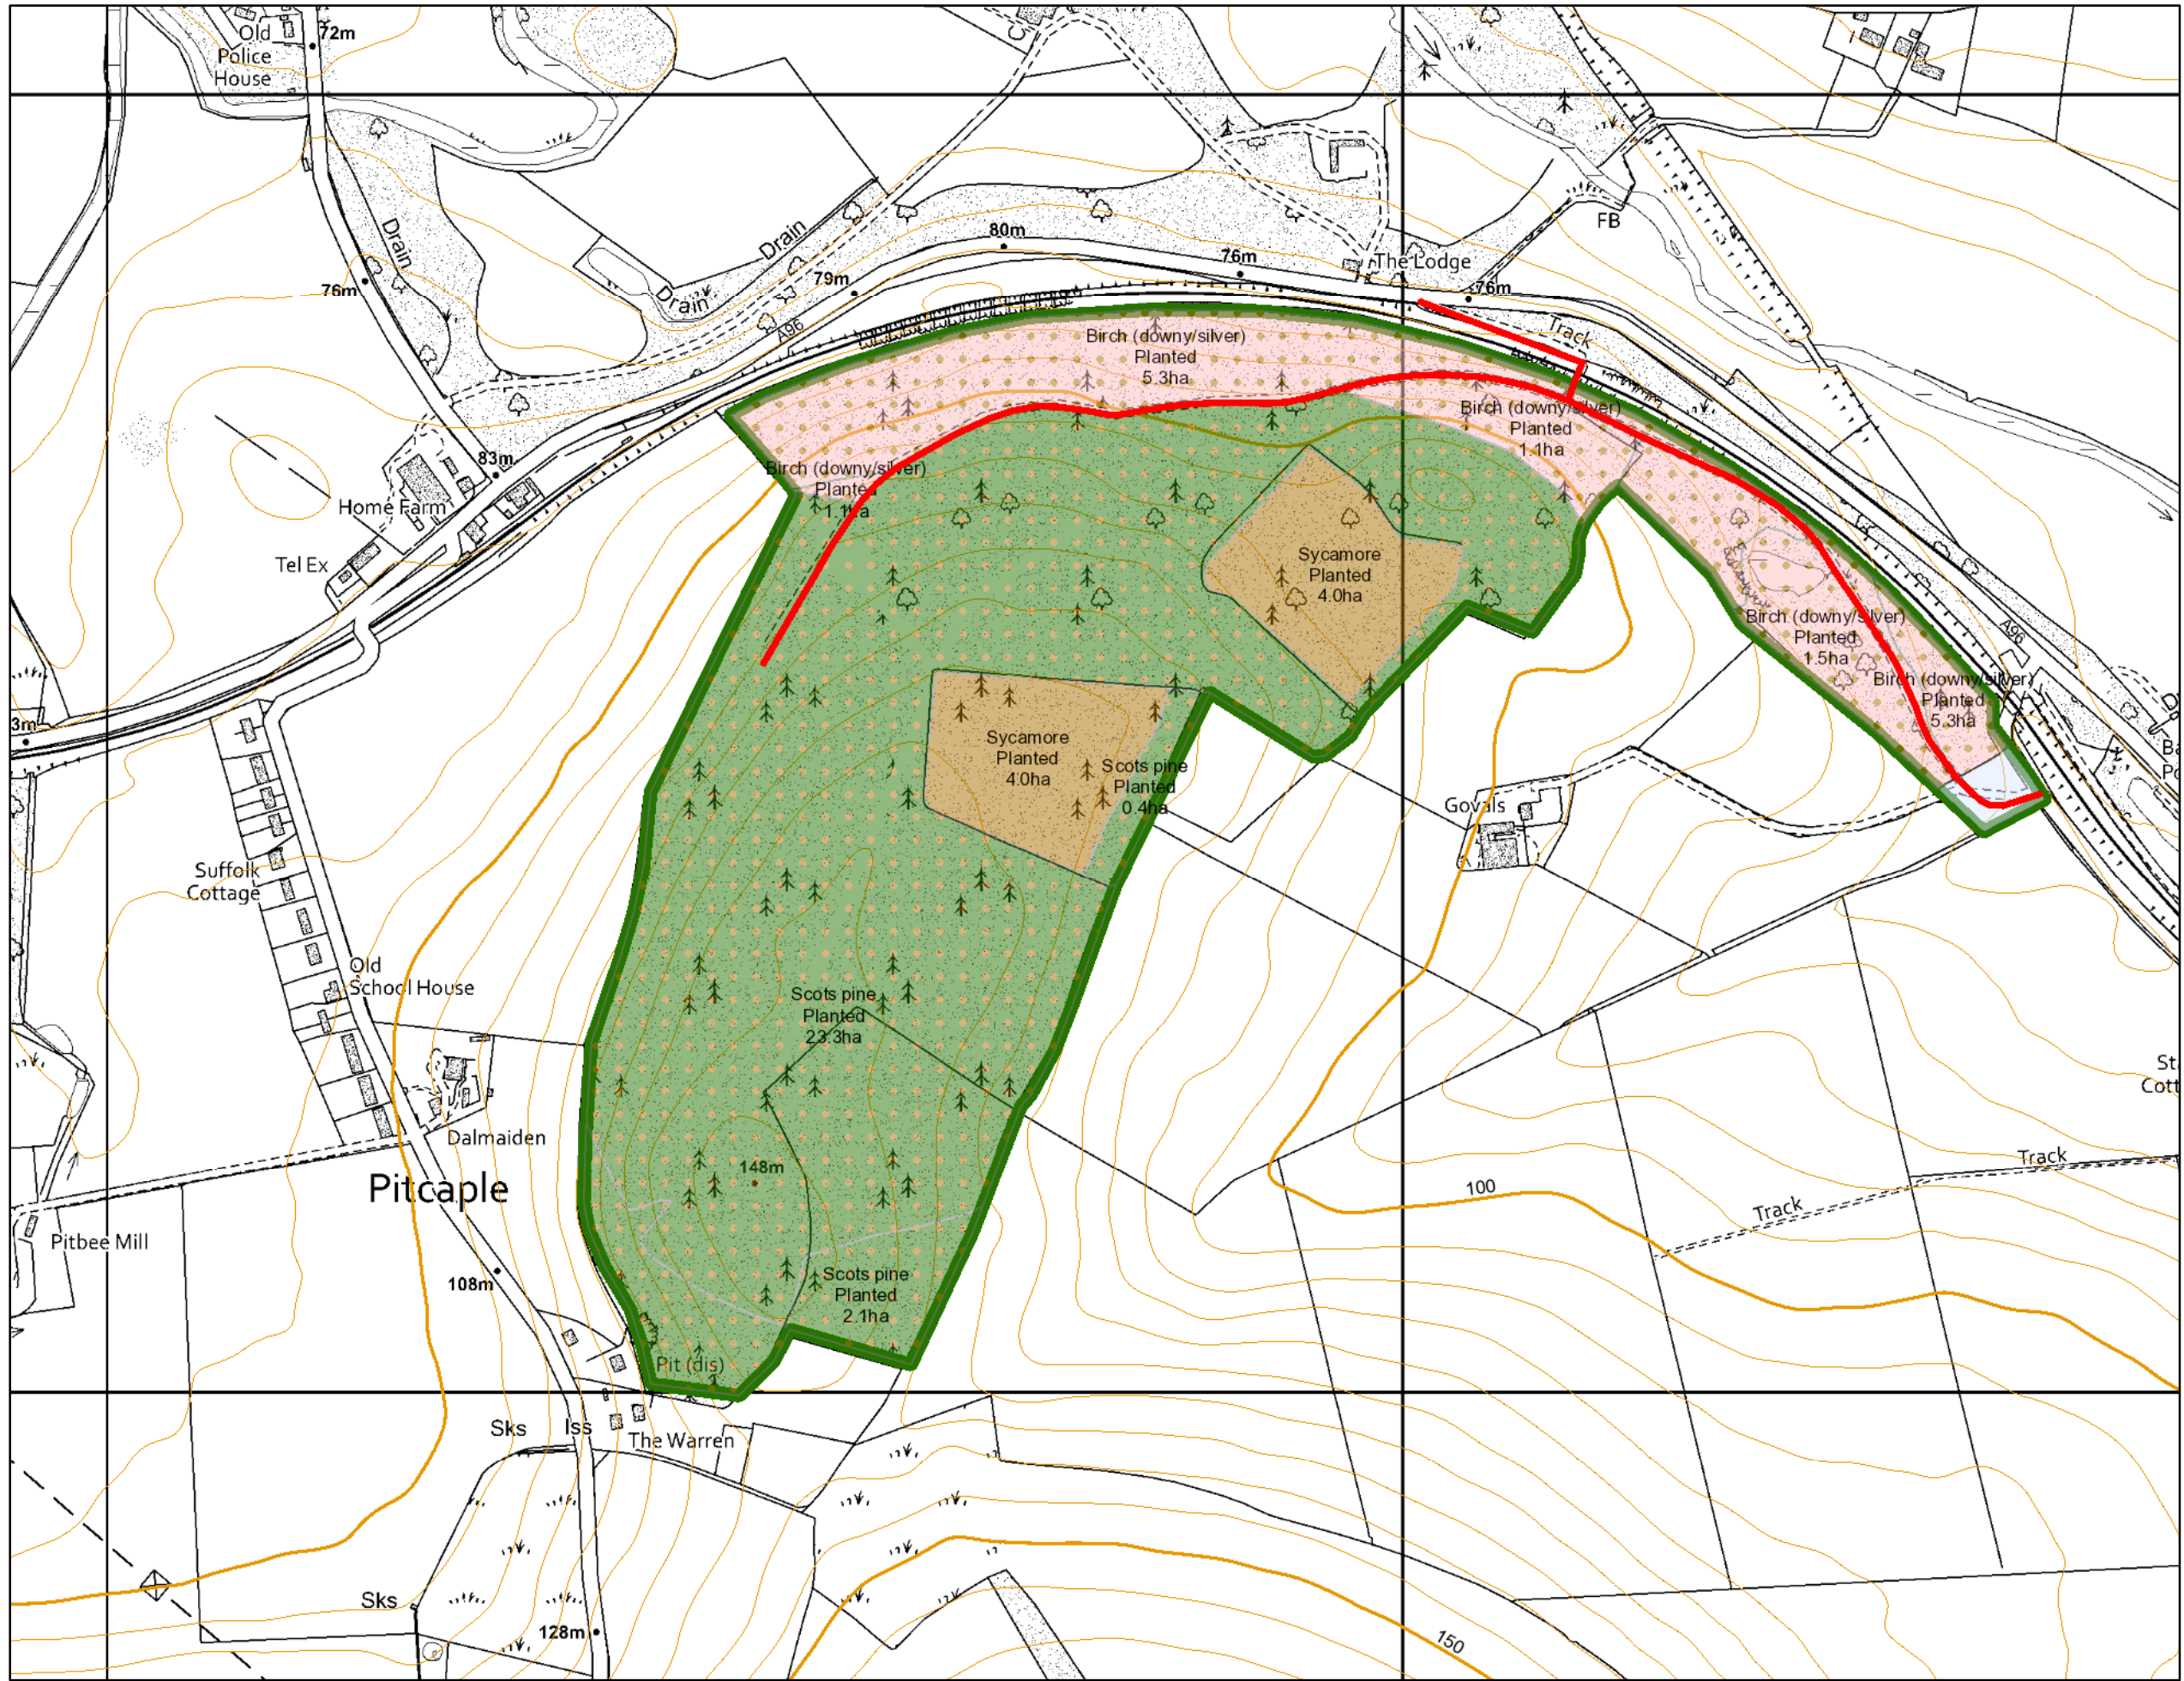 Old
Police
House
72m
Drain
76m
Drain
Drain
79m
80m
76m
The Lodge
76m
FB
Track
A96
Birch (downy/silver)
Planted
5.3ha
Birch (downy/silver)
Planted
1.1ha
Birch (downy/silver)
Planted
1.1ha
83m
Home Farm
Tel Ex
Sycamore
Planted
4.0ha
Birch (downy/silver)
Planted
1.5ha
A96
Birch (downy/silver)
Planted
5.3ha
3m
Sycamore
Planted
4.0ha
Scots pine
Planted
0.4ha
Govals
Suffolk
Cottage
Old
School House
Scots pine
Planted
23.3ha
Dalmaiden
148m
Pitcaple
100
Track
Track
Pitbee Mill
108m
Scots pine
Planted
2.1ha
Pit (dis)
Sks
Iss
The Warren
Sks
128m
150